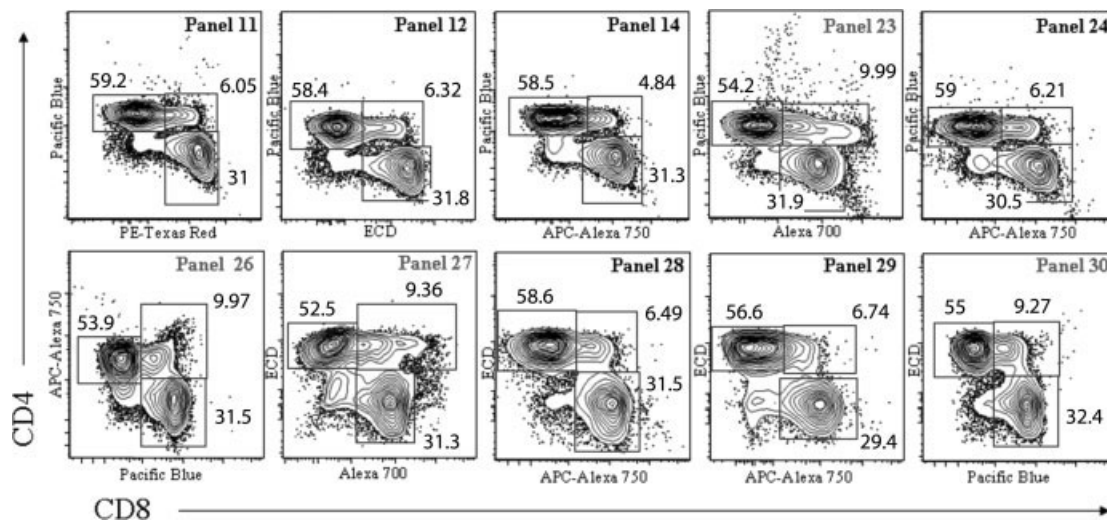 Panel 11
59.2
6.05
31
Pacific Blue
PE-Texas Red
Panel 12
58.4
6.32
31.8
Pacific Blue
ECD
Panel 14
58.5
4.84
31.3
Pacific Blue
APC-Alexa 750
Panel 23
54.2
9.99
31.9
Pacific Blue
Alexa 700
Panel 24
59
6.21
30.5
Pacific Blue
APC-Alexa 750
Panel 26
53.9
9.97
31.5
APC-Alexa 750
Pacific Blue
Panel 27
52.5
9.36
31.3
ECD
Alexa 700
Panel 28
58.6
6.49
31.5
ECD
APC-Alexa 750
Panel 29
56.6
6.74
29.4
ECD
APC-Alexa 750
Panel 30
55
9.27
32.4
ECD
Pacific Blue
CD4
CD8